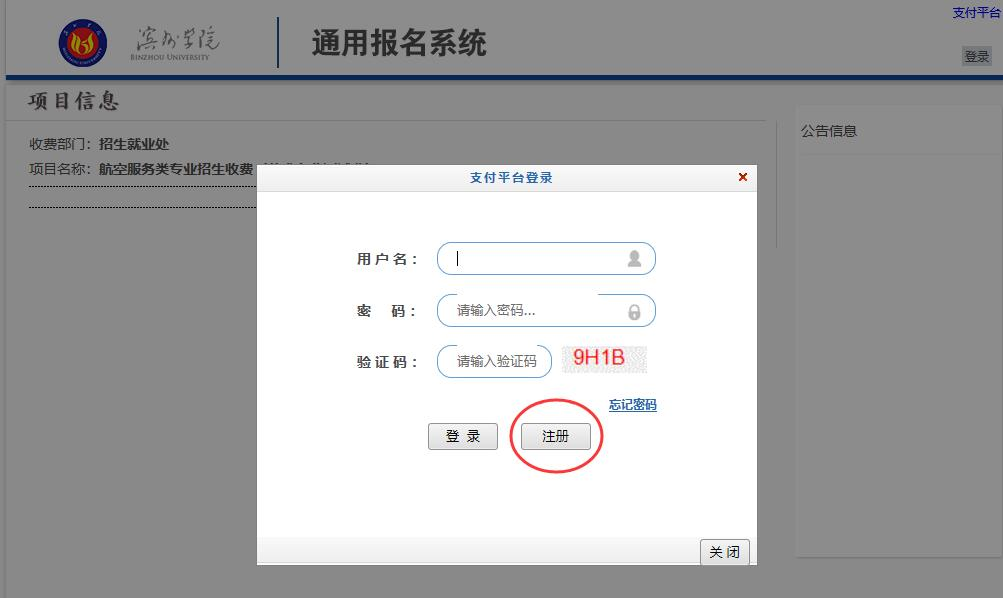 支付平台
滨州学院
BINZHOU UNIVERSITY
通用报名系统
登录
项目信息
收费部门：招生就业处
项目名称：航空服务类专业招生收费
公告信息
支付平台登录
用户名：
密 码：
请输入密码...
验证码：
请输入验证码
9H1B
忘记密码
登 录
注册
关 闭